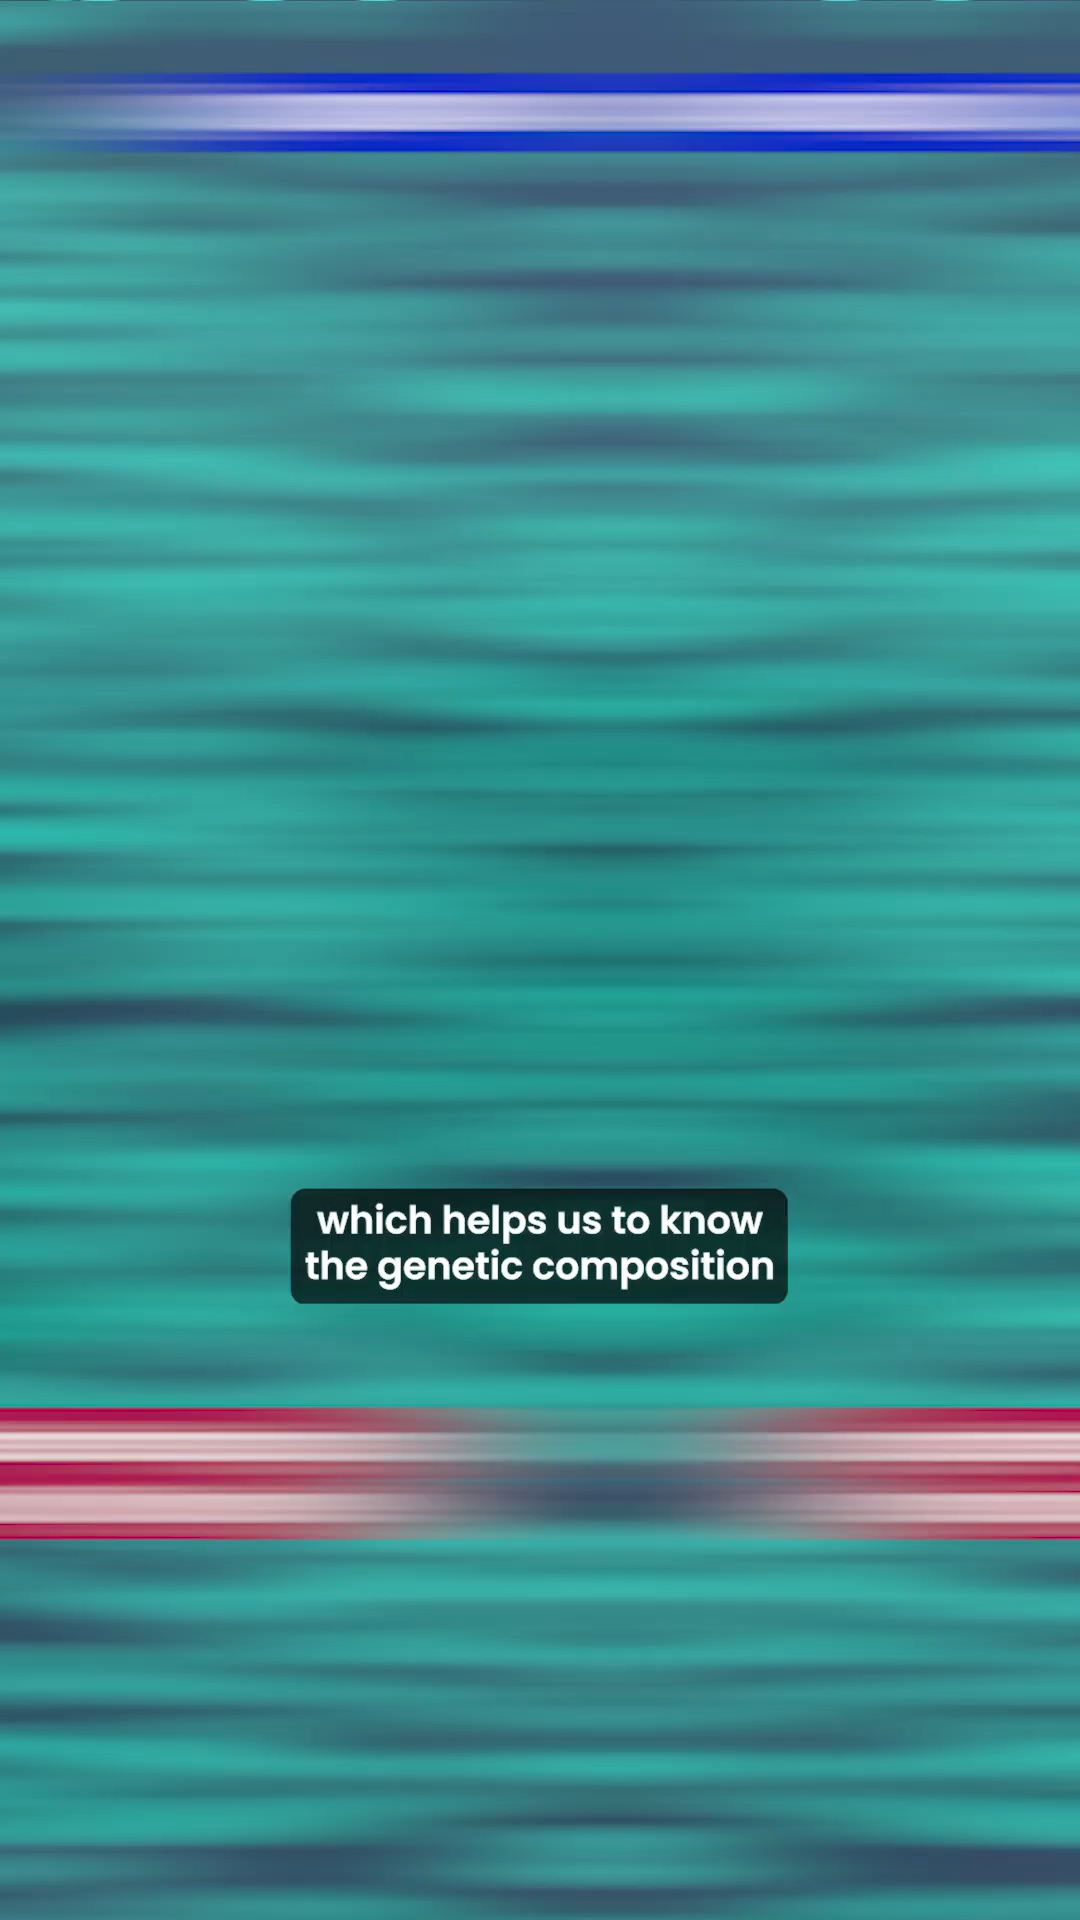 which helps us to know
the genetic composition